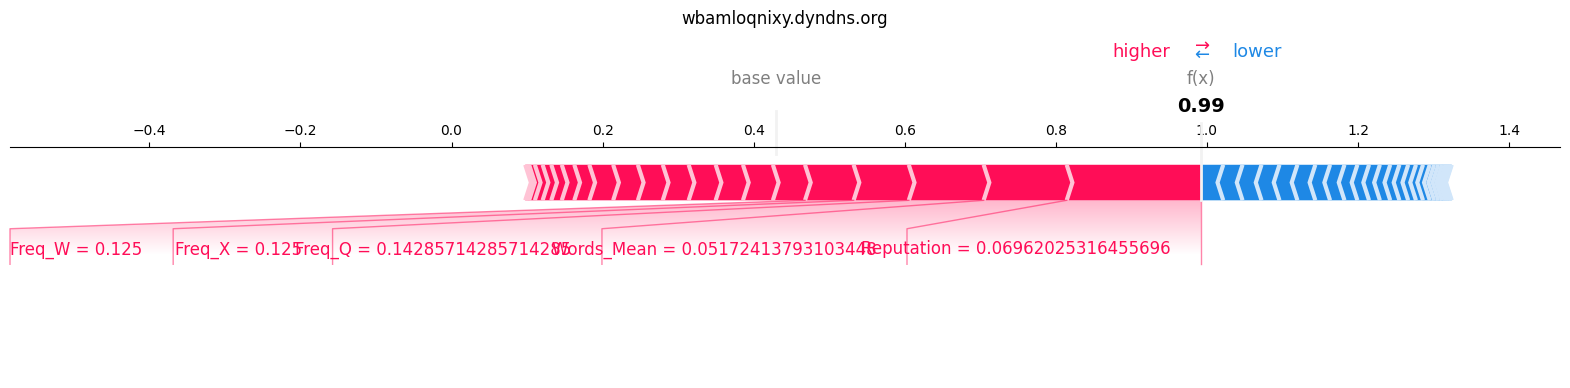 wbamloqnixy.dyndns.org
higher ⇄ lower
base value f(x)
0.99
−0.4 −0.2 0.0 0.2 0.4 0.6 0.8 1.0 1.2 1.4
Freq_W = 0.125 Freq_X = 0.125 Freq_Q = 0.14285714285714285 Words_Mean = 0.05172413793103448 Reputation = 0.06962025316455696